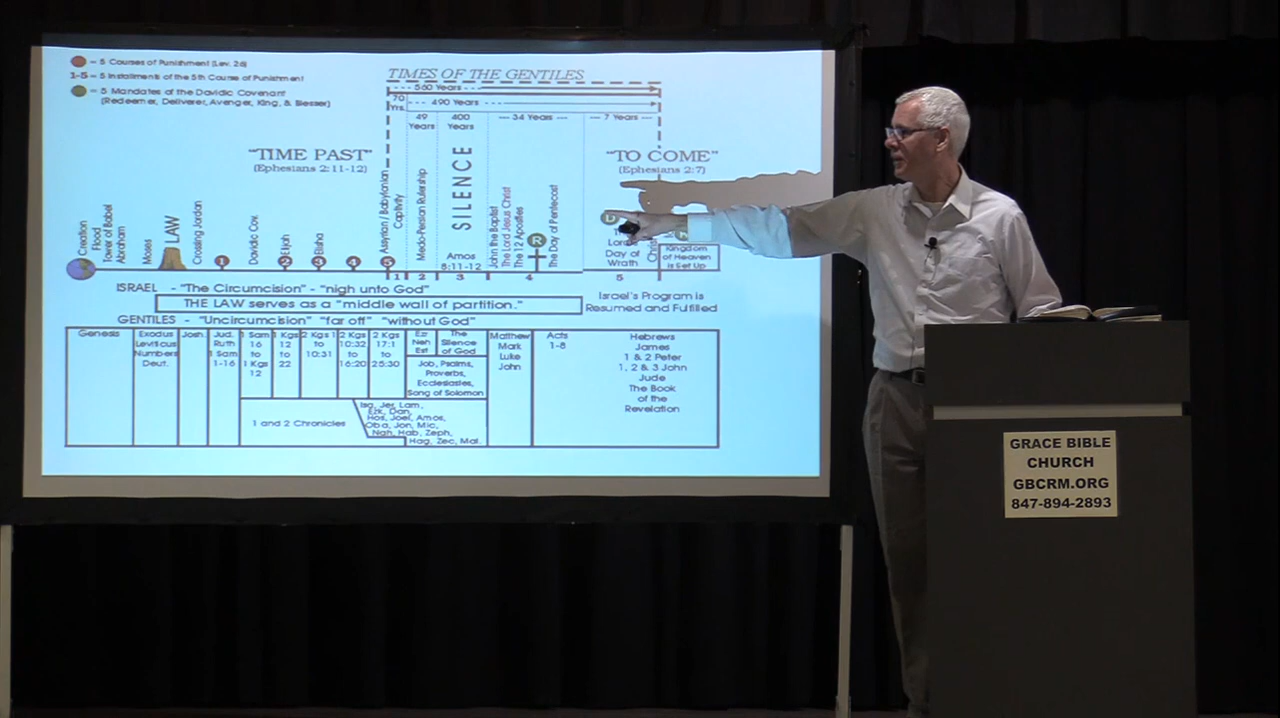 = 5 Courses of Punishment (Lev. 26)
1-5 = 5 Installments of the 5th Course of Punishment
= 5 Mandates of the Davidic Covenant
(Redeemer, Deliverer, Avenger, King, & Blesser)
TIMES OF THE GENTILES
560 Years
70 Yrs.
490 Years
49 Years
400 Years
34 Years
7 Years
"TIME PAST"
(Ephesians 2:11-12)
"TO COME"
(Ephesians 2:7)
Creation
Flood
Tower of Babel
Abraham
Moses
LAW
Crossing Jordan
1
Davidic Cov.
2
Elijah
3
Elisha
4
5
Assyrian / Babylonian
Captivity
Medo-Persian Rulership
SILENCE
Amos
8:11-12
John the Baptist
The Lord Jesus Christ
The 12 Apostles
R
The Day of Pentecost
D
Lord
Day of
Wrath
Kingdom
of Heaven
is Set Up
1
2
3
4
5
ISRAEL - "The Circumcision" - "nigh unto God"
THE LAW serves as a "middle wall of partition."
GENTILES - "Uncircumcision" "far off" "without God"
Israel's Program is
Resumed and Fulfilled
Genesis
Exodus
Leviticus
Numbers
Deut.
Josh.
Jud.
Ruth
1 Sam
1-16
1 Sam
16
to
1 Kgs
12
1 Kgs
12
to
22
2 Kgs 1
to
10:31
2 Kgs
10:32
to
16:20
2 Kgs
17:1
to
25:30
Ezr
Neh
Est
The
Silence
of God
Job, Psalms,
Proverbs,
Ecclesiastes,
Song of Solomon
1 and 2 Chronicles
Isa, Jer, Lam,
Ezk, Dan,
Hos, Joel, Amos,
Oba, Jon, Mic,
Nah, Hab, Zeph,
Hag, Zec, Mal.
Matthew
Mark
Luke
John
Acts
1-8
Hebrews
James
1 & 2 Peter
1, 2 & 3 John
Jude
The Book
of the
Revelation
GRACE BIBLE
CHURCH
GBCRM.ORG
847-894-2893